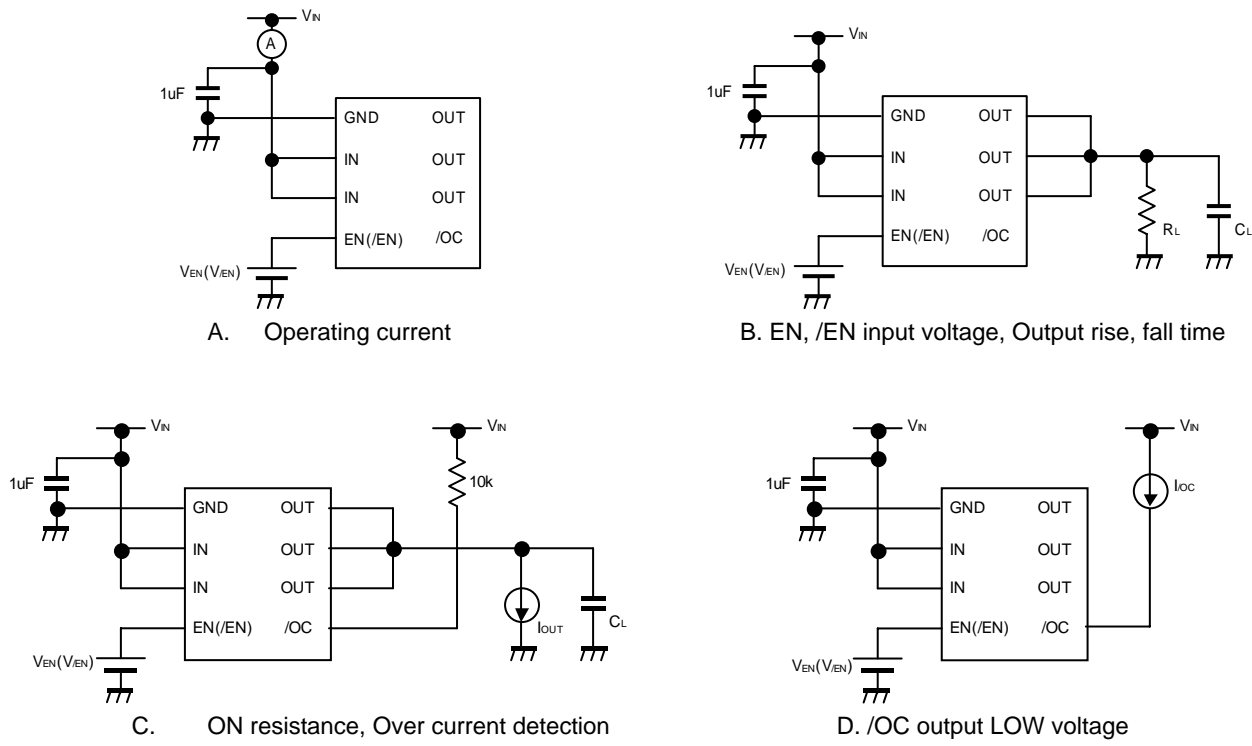 VIN
A
1uF
GND OUT
IN OUT
IN OUT
EN(/EN) /OC
VEN(V/EN)
A. Operating current
VIN
1uF
GND OUT
IN OUT
IN OUT
EN(/EN) /OC
RL
CL
VEN(V/EN)
B. EN, /EN input voltage, Output rise, fall time
VIN
VIN
1uF
10k
GND OUT
IN OUT
IN OUT
EN(/EN) /OC
IOUT
CL
VEN(V/EN)
C. ON resistance, Over current detection
VIN
VIN
1uF
I/OC
GND OUT
IN OUT
IN OUT
EN(/EN) /OC
VEN(V/EN)
D. /OC output LOW voltage